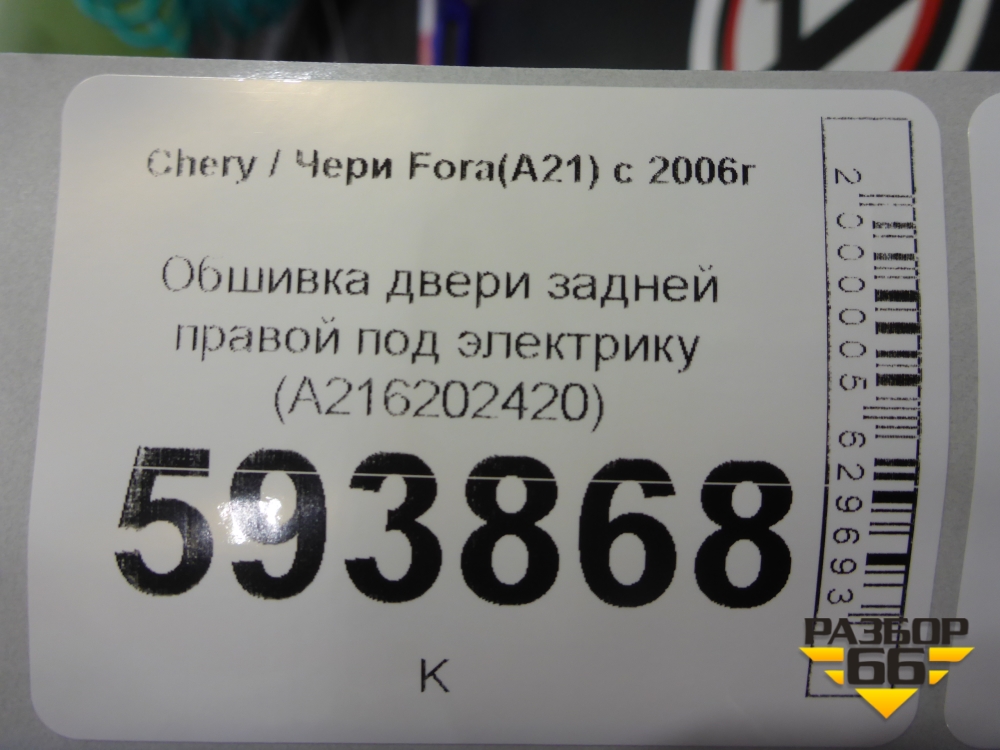 Chery / Чери Fora(A21) с 2006г
Обшивка двери задней
правой под электрику
(A216202420)
593868
К
2000005629693
РАЗБОР
66